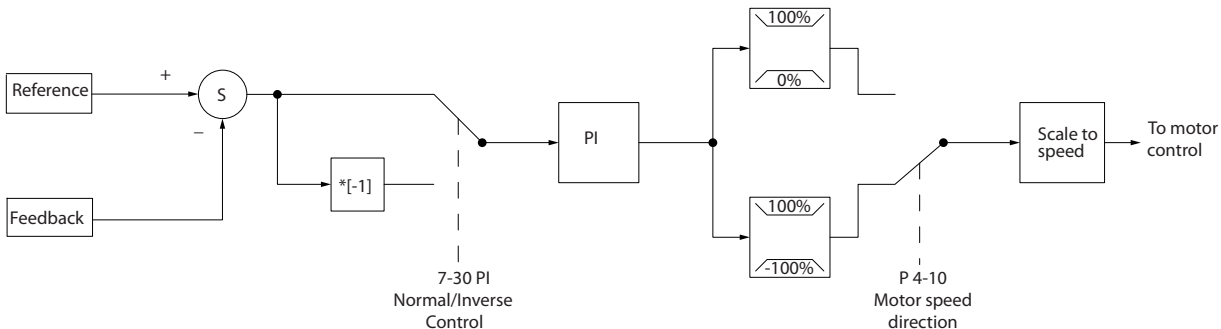 100%
0%
Reference
+
S
–
*[-1]
Feedback
7-30 PI
Normal/Inverse
Control
PI
100%
-100%
P 4-10
Motor speed
direction
Scale to
speed
To motor
control